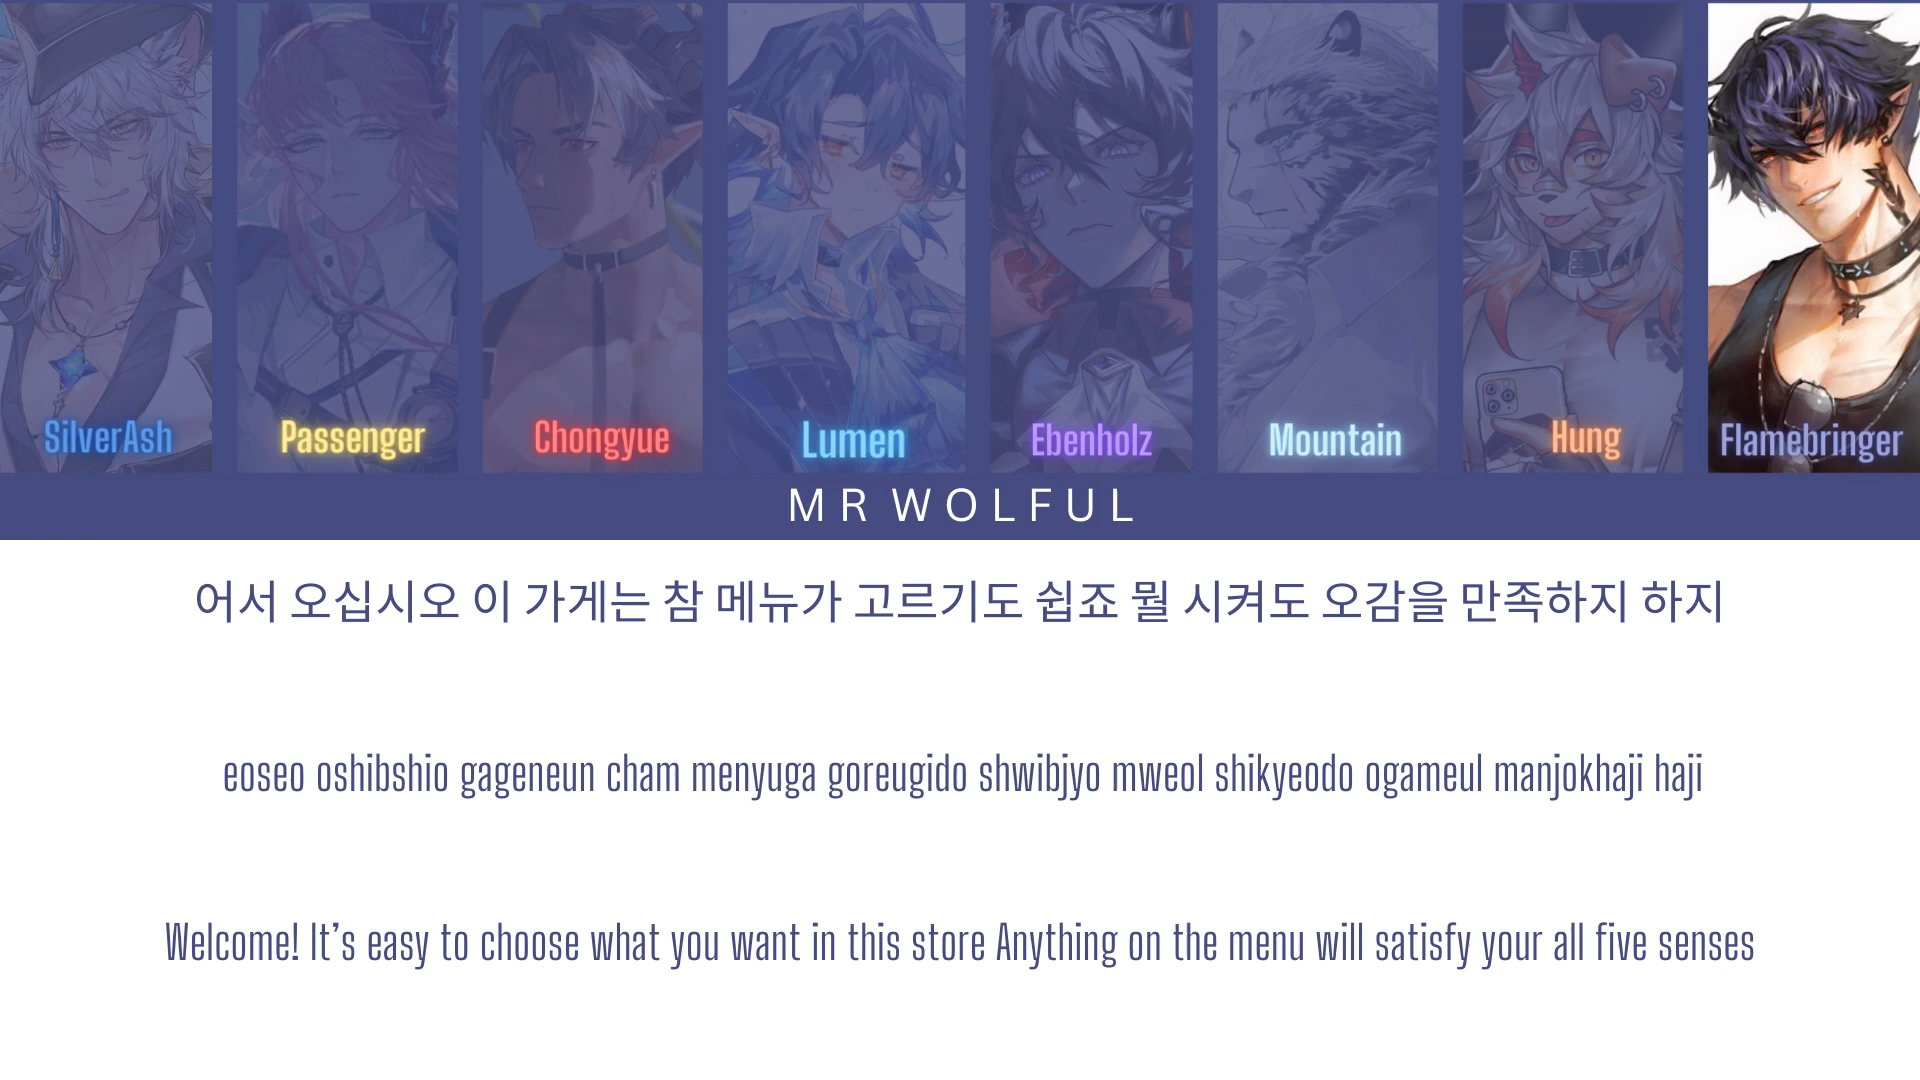 SilverAsh
Passenger
Chongyue
Lumen
Ebenholz
Mountain
Hung
Flamebringer
MR WOLFUL
어서 오십시오 이 가게는 참 메뉴가 고르기도 쉽죠 뭘 시켜도 오감을 만족하지 하지
eoseo oshibshio gageneun cham menyuga goreugido shwibjyo mweol shikyeodo ogameul manjokhaji haji
Welcome! It’s easy to choose what you want in this store Anything on the menu will satisfy your all five senses